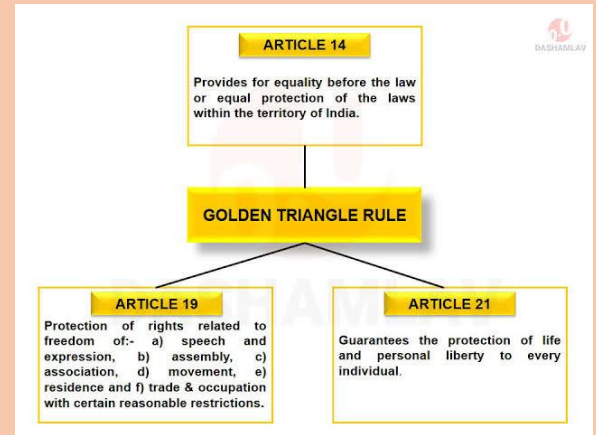 ARTICLE 14
DASHAMLAV
Provides for equality before the law
or equal protection of the laws
within the territory of India.
GOLDEN TRIANGLE RULE
DASHAMLAV
ARTICLE 19
Protection of rights related to
freedom of:- a) speech and
expression, b) assembly, c)
association, d) movement, e)
residence and f) trade & occupation
with certain reasonable restrictions.
ARTICLE 21
Guarantees the protection of life
and personal liberty to every
individual.